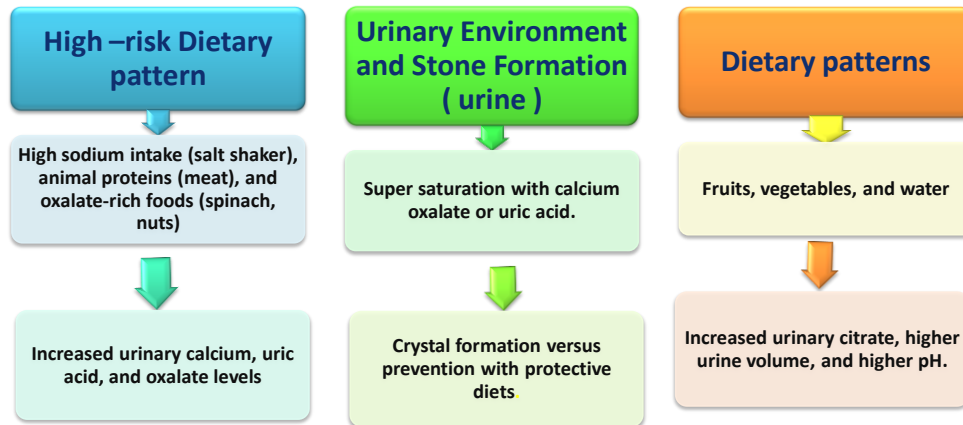 High –risk Dietary
pattern
High sodium intake (salt shaker),
animal proteins (meat), and
oxalate-rich foods (spinach,
nuts)
Increased urinary calcium, uric
acid, and oxalate levels
Urinary Environment
and Stone Formation
( urine )
Super saturation with calcium
oxalate or uric acid.
Crystal formation versus
prevention with protective
diets.
Dietary patterns
Fruits, vegetables, and water
Increased urinary citrate, higher
urine volume, and higher pH.